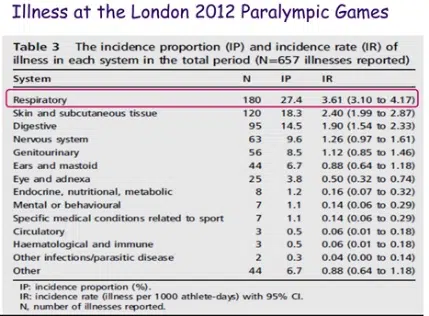 Illness at the London 2012 Paralympic Games
Table 3 The incidence proportion (IP) and incidence rate (IR) of
illness in each system in the total period (N=657 illnesses reported)
System N IP IR
Respiratory 180 27.4 3.61 (3.10 to 4.17)
Skin and subcutaneous tissue 120 18.3 2.40 (1.99 to 2.87)
Digestive 95 14.5 1.90 (1.54 to 2.33)
Nervous system 63 9.6 1.26 (0.97 to 1.61)
Genitourinary 56 8.5 1.12 (0.85 to 1.46)
Ears and mastoid 44 6.7 0.88 (0.64 to 1.18)
Eye and adnexa 25 3.8 0.50 (0.32 to 0.74)
Endocrine, nutritional, metabolic 8 1.2 0.16 (0.07 to 0.32)
Mental or behavioural 7 1.1 0.14 (0.06 to 0.29)
Specific medical conditions related to sport 7 1.1 0.14 (0.06 to 0.29)
Circulatory 3 0.5 0.06 (0.01 to 0.18)
Haematological and immune 3 0.5 0.06 (0.01 to 0.18)
Other infections/parasitic disease 2 0.3 0.04 (0.00 to 0.14)
Other 44 6.7 0.88 (0.64 to 1.18)
IP: incidence proportion (%).
IR: incidence rate (illness per 1000 athlete-days) with 95% CI.
N, number of illnesses reported.